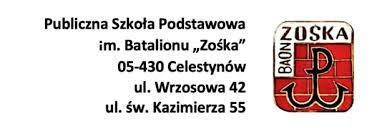 Publiczna Szkoła Podstawowa
im. Batalionu „Zośka”
05-430 Celestynów
ul. Wrzosowa 42
ul. św. Kazimierza 55
BAON
ZOŚKA